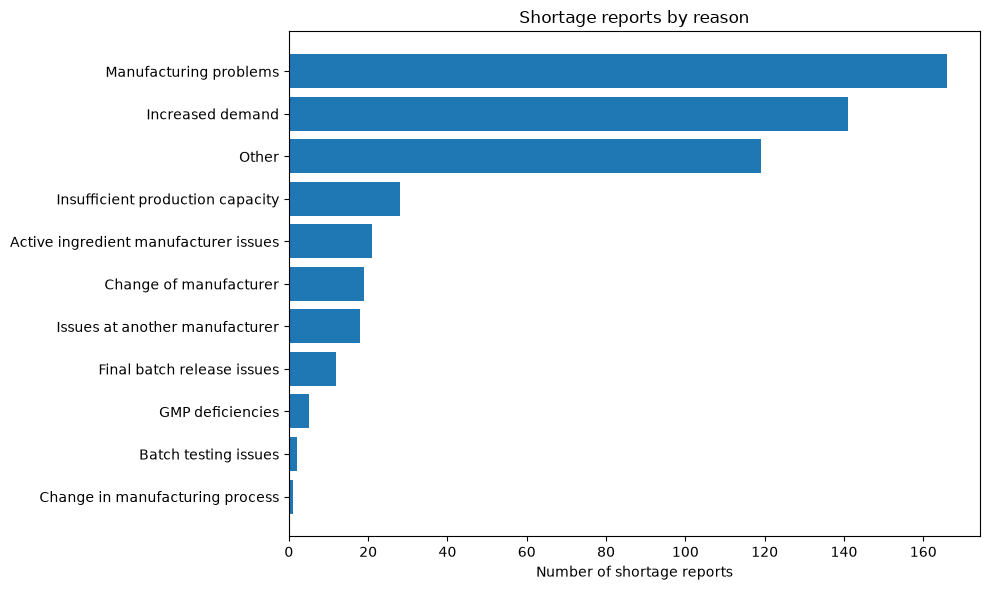 Shortage reports by reason
Manufacturing problems
Increased demand
Other
Insufficient production capacity
Active ingredient manufacturer issues
Change of manufacturer
Issues at another manufacturer
Final batch release issues
GMP deficiencies
Batch testing issues
Change in manufacturing process
0 20 40 60 80 100 120 140 160
Number of shortage reports